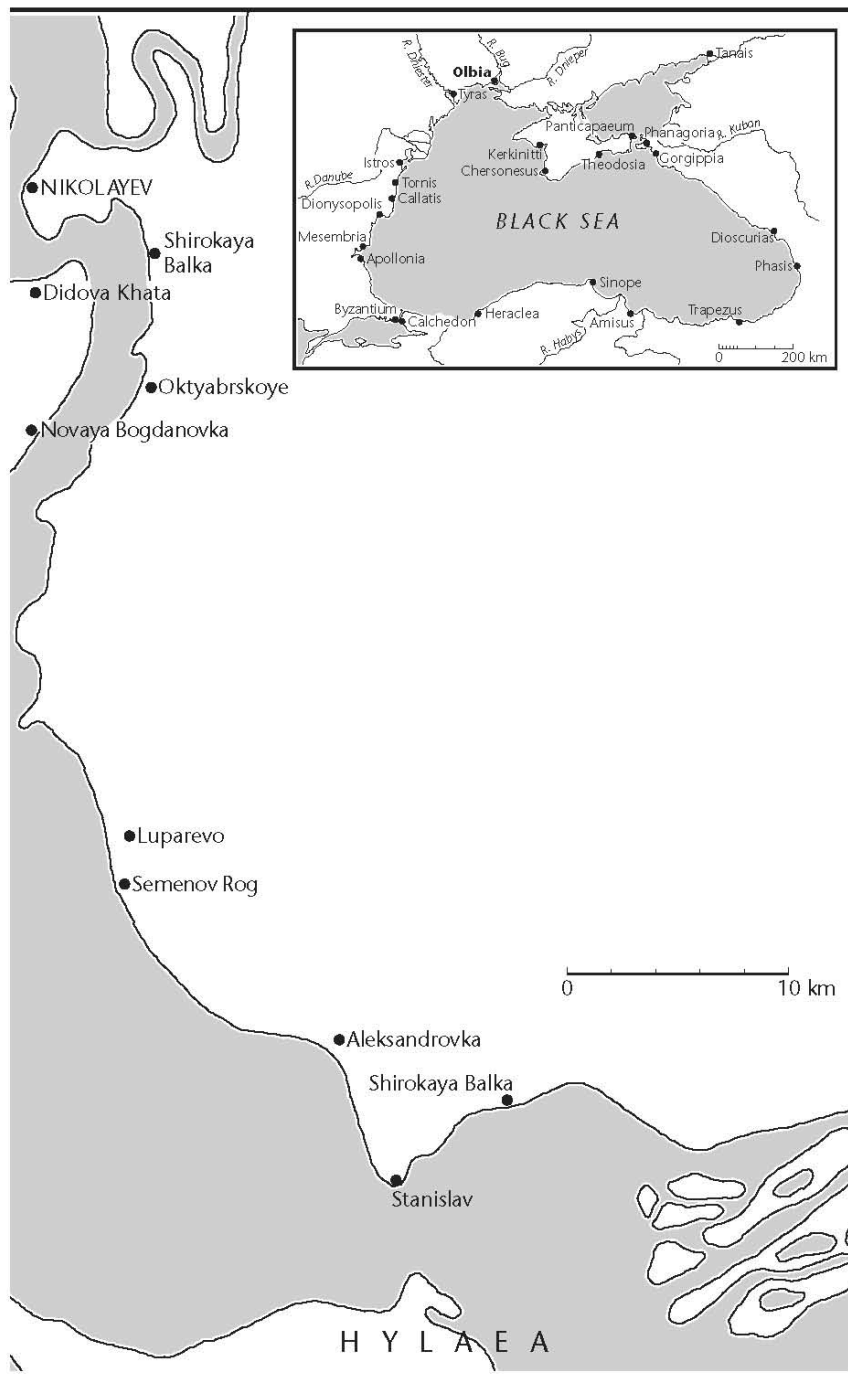 R. Dniester
R. Bug
R. Dnieper
Olbia
Tyras
Tanais
Panticapaeum
Phanagoria
R. Kuban
Kerkinitti
Chersonesus
Theodosia
Gorgippia
Istros
R. Danube
Tornis
Callatis
Dionysopolis
BLACK SEA
Mesembria
Apollonia
Dioscurias
Phasis
Sinope
Byzantium
Calchedon
Heraclea
R. Habys
Amisus
Trapezus
0 200 km
NIKOLAYEV
Shirokaya
Balka
Didova Khata
Oktyabrskoye
Novaya Bogdanovka
Luparevo
Semenov Rog
0 10 km
Aleksandrovka
Shirokaya Balka
Stanislav
HYLAEA